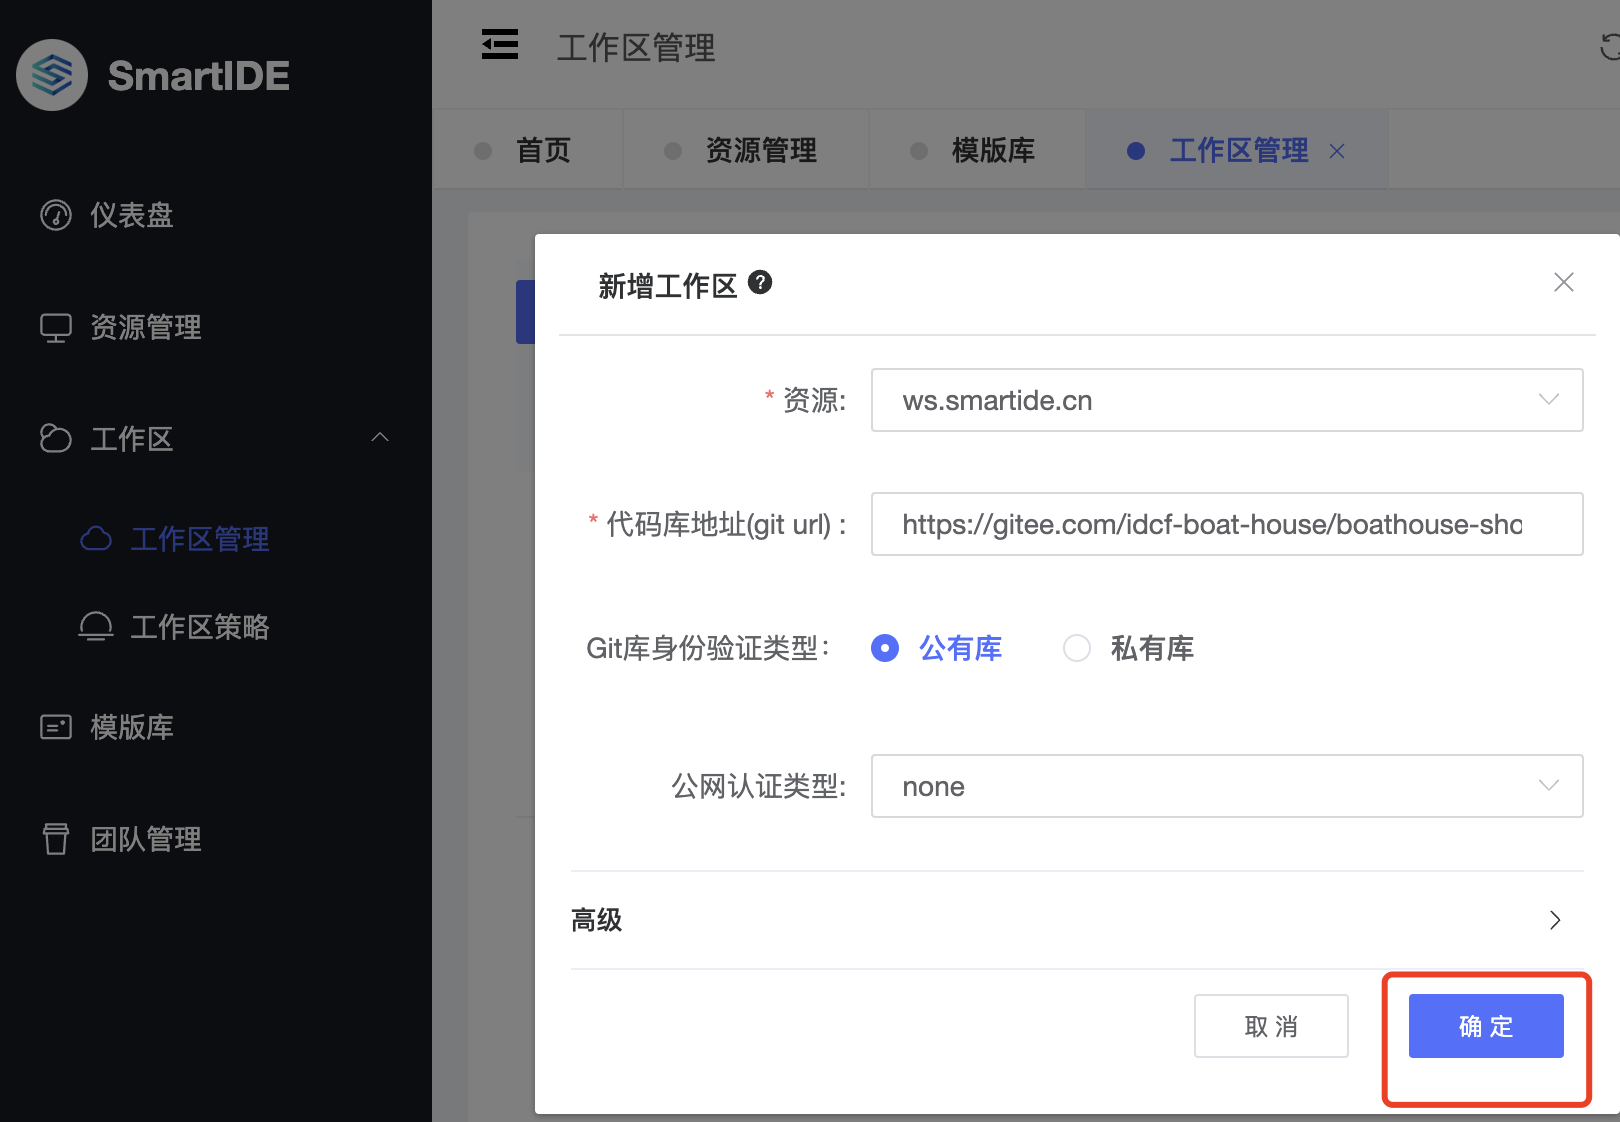 SmartIDE
仪表盘
资源管理
工作区
工作区管理
工作区策略
模版库
团队管理
工作区管理
首页
资源管理
模版库
工作区管理
新增工作区
* 资源:
ws.smartide.cn
* 代码库地址(git url) :
https://gitee.com/idcf-boat-house/boathouse-sho
Git库身份验证类型:
公有库
私有库
公网认证类型:
none
高级
取 消
确 定